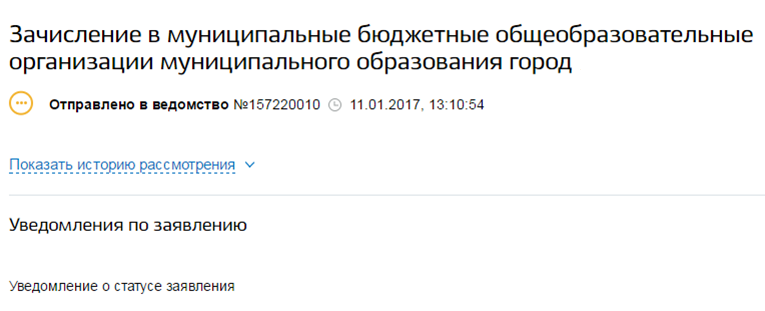 Зачисление в муниципальные бюджетные общеобразовательные
организации муниципального образования город
Отправлено в ведомство №157220010 11.01.2017, 13:10:54
Показать историю рассмотрения
Уведомления по заявлению
Уведомление о статусе заявления